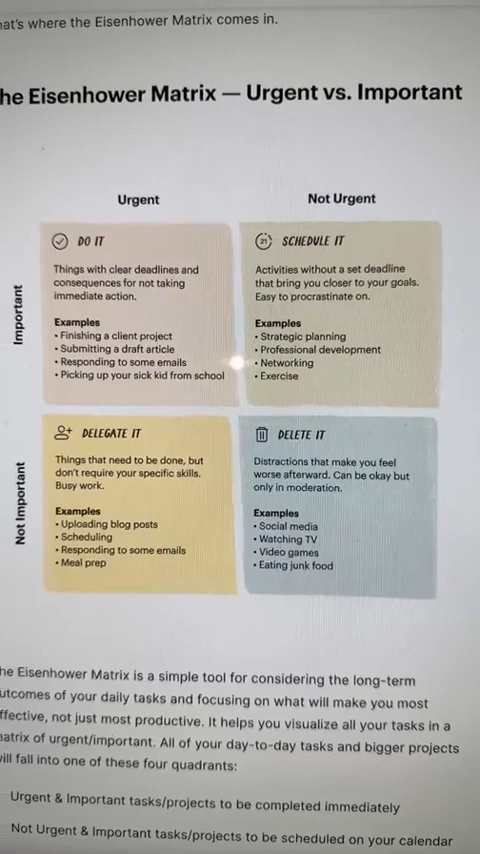 hat's where the Eisenhower Matrix comes in.
he Eisenhower Matrix — Urgent vs. Important
Urgent
Not Urgent
Important
DO IT
Things with clear deadlines and
consequences for not taking
immediate action.
Examples
• Finishing a client project
• Submitting a draft article
• Responding to some emails
• Picking up your sick kid from school
21
SCHEDULE IT
Activities without a set deadline
that bring you closer to your goals.
Easy to procrastinate on.
Examples
• Strategic planning
• Professional development
• Networking
• Exercise
Not Important
DELEGATE IT
Things that need to be done, but
don't require your specific skills.
Busy work.
Examples
• Uploading blog posts
• Scheduling
• Responding to some emails
• Meal prep
DELETE IT
Distractions that make you feel
worse afterward. Can be okay but
only in moderation.
Examples
• Social media
• Watching TV
• Video games
• Eating junk food
he Eisenhower Matrix is a simple tool for considering the long-term
utcomes of your daily tasks and focusing on what will make you most
ffective, not just most productive. It helps you visualize all your tasks in a
atrix of urgent/important. All of your day-to-day tasks and bigger projects
ill fall into one of these four quadrants:
Urgent & Important tasks/projects to be completed immediately
Not Urgent & Important tasks/projects to be scheduled on your calendar